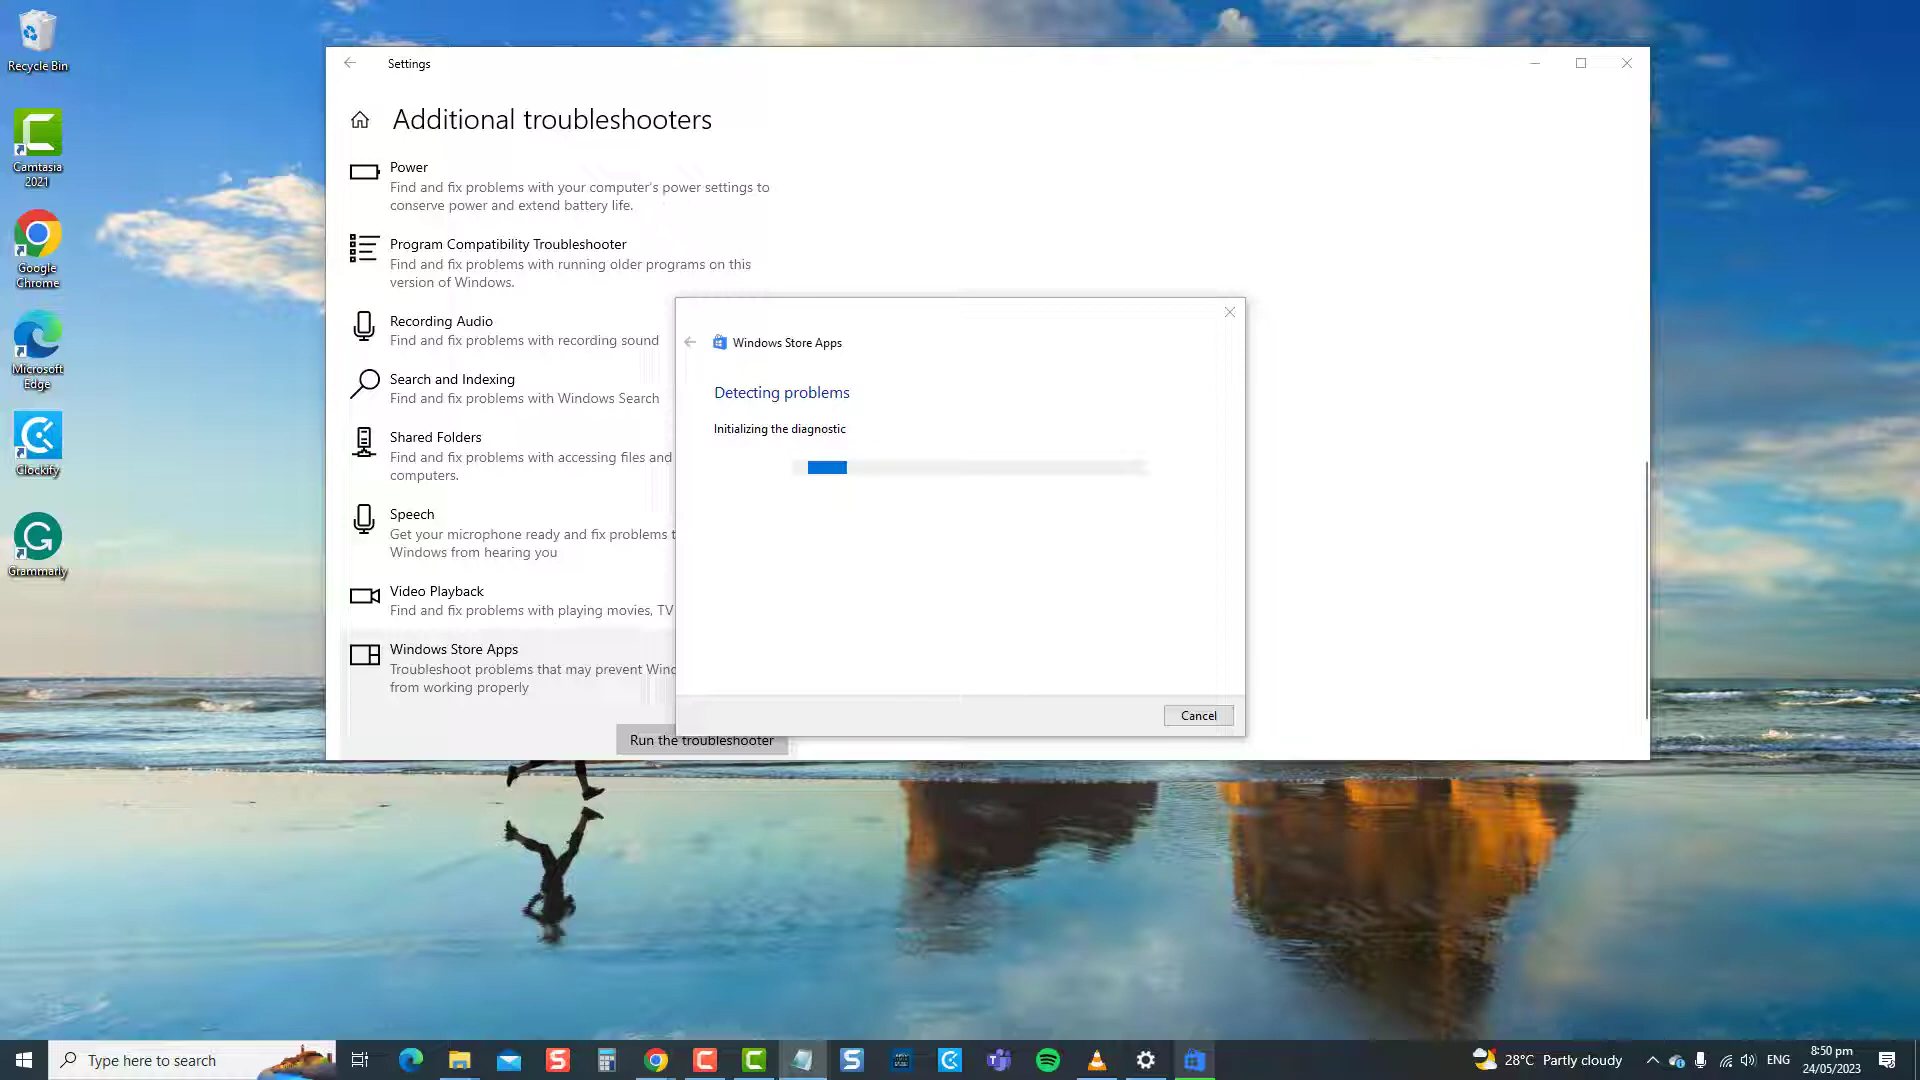 Recycle Bin
Camtasia
2021
Google
Chrome
Microsoft
Edge
Clockify
Grammarly
Settings
Additional troubleshooters
Power
Find and fix problems with your computer's power settings to
conserve power and extend battery life.
Program Compatibility Troubleshooter
Find and fix problems with running older programs on this
version of Windows.
Recording Audio
Find and fix problems with recording sound
Search and Indexing
Find and fix problems with Windows Search
Shared Folders
Find and fix problems with accessing files and
computers.
Speech
Get your microphone ready and fix problems t
Windows from hearing you
Video Playback
Find and fix problems with playing movies, TV
Windows Store Apps
Troubleshoot problems that may prevent Winc
from working properly
Run the troubleshooter
Windows Store Apps
Detecting problems
Initializing the diagnostic
Cancel
Type here to search
28°C Partly cloudy
ENG
8:50 pm
24/05/2023